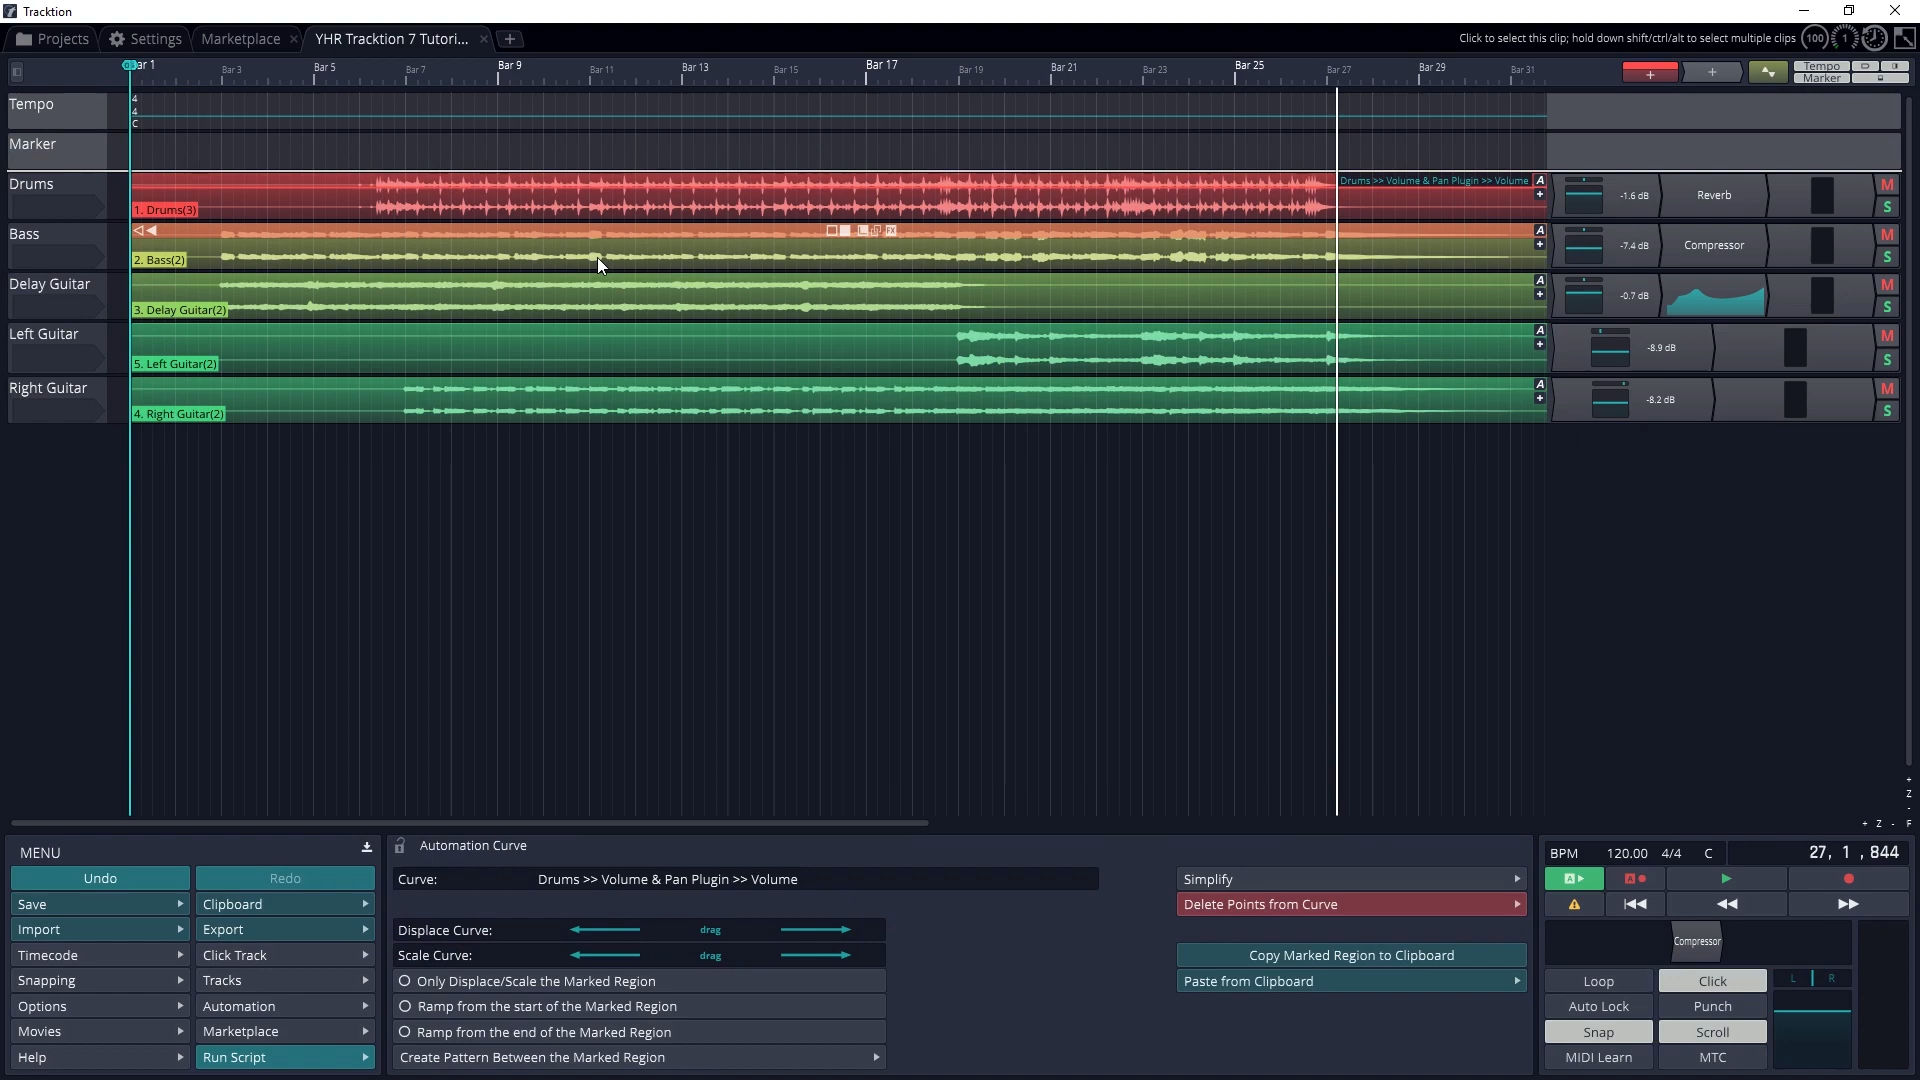 Tracktion
Projects
Settings
Marketplace
YHR Tracktion 7 Tutori...
Click to select this clip; hold down shift/ctrl/alt to select multiple clips
100
1
Bar 3
Bar 5
Bar 7
Bar 9
Bar 11
Bar 13
Bar 15
Bar 17
Bar 19
Bar 21
Bar 23
Bar 25
Bar 27
Bar 29
Bar 31
Tempo
Marker
Tempo
4
4
C
Marker
Drums
1. Drums(3)
Drums >> Volume & Pan Plugin >> Volume
A
-1.6 dB
Reverb
M
S
Bass
2. Bass(2)
FX
A
-7.4 dB
Compressor
M
S
Delay Guitar
3. Delay Guitar(2)
A
-0.7 dB
M
S
Left Guitar
5. Left Guitar(2)
A
-8.9 dB
M
S
Right Guitar
4. Right Guitar(2)
A
-8.2 dB
M
S
+ Z - F
MENU
Undo
Redo
Save
Clipboard
Import
Export
Timecode
Click Track
Snapping
Tracks
Options
Automation
Movies
Marketplace
Help
Run Script
Automation Curve
Curve: Drums >> Volume & Pan Plugin >> Volume
Displace Curve: drag
Scale Curve: drag
Only Displace/Scale the Marked Region
Ramp from the start of the Marked Region
Ramp from the end of the Marked Region
Create Pattern Between the Marked Region
Simplify
Delete Points from Curve
Copy Marked Region to Clipboard
Paste from Clipboard
BPM 120.00 4/4 C 27, 1 , 844
A
A
Compressor
Loop
Click
L R
Auto Lock
Punch
Snap
Scroll
MIDI Learn
MTC